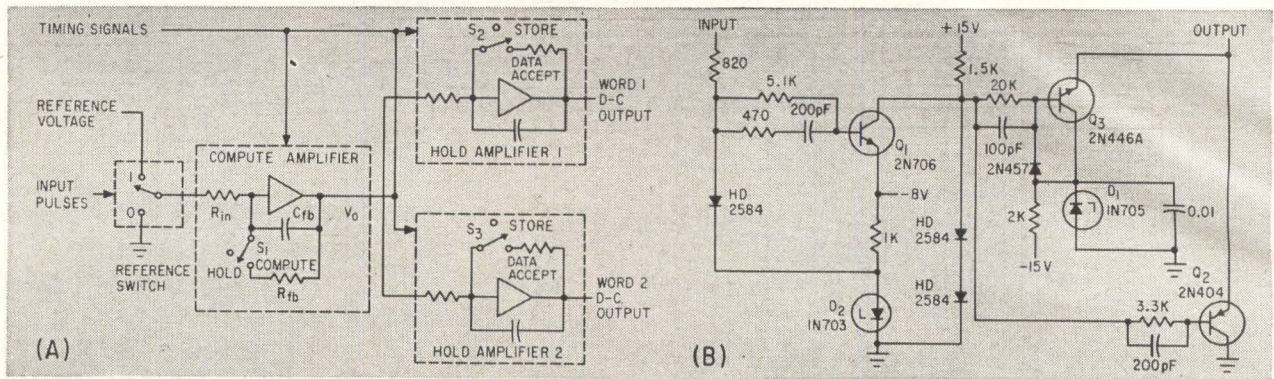 TIMING SIGNALS
REFERENCE
VOLTAGE
INPUT
PULSES
1
0
REFERENCE
SWITCH
COMPUTE AMPLIFIER
Rin
Cfb
V0
S1
HOLD
COMPUTE
Rfb
S2
STORE
DATA
ACCEPT
HOLD AMPLIFIER 1
WORD 1
D-C
OUTPUT
S3
STORE
DATA
ACCEPT
HOLD AMPLIFIER 2
WORD 2
D-C
OUTPUT
(A)
INPUT
820
5.1K
470
200pF
Q1
2N706
HD
2584
-8V
1K
D2
1N703
L
+15V
1.5K
20K
100pF
2N457
2K
-15V
HD
2584
HD
2584
OUTPUT
Q3
2N446A
D1
1N705
0.01
Q2
2N404
3.3K
200pF
(B)